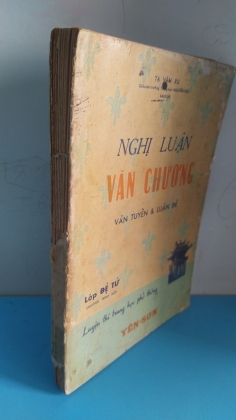 NGHỊ LUẬN
VĂN CHƯƠNG
VĂN TUYỂN & LUẬN ĐỀ
Lớp ĐỆ TỨ
Luyện thi trung học phổ thông
YÊN-SƠN